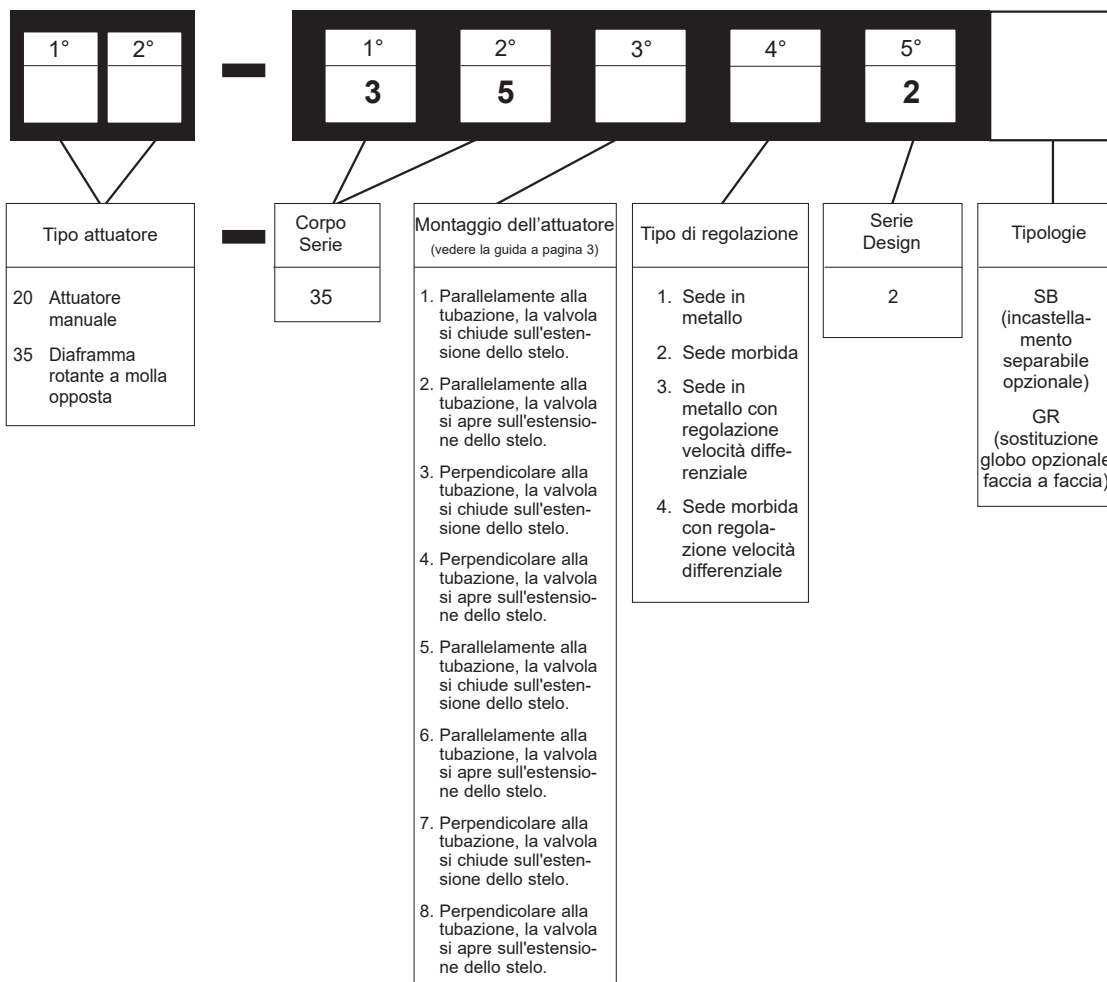 1° 2° 1° 2° 3° 4° 5°
3 5 2
Tipo attuatore
20 Attuatore
manuale
35 Diaframma
rotante a molla
opposta
Corpo
Serie
35
Montaggio dell'attuatore
(vedere la guida a pagina 3)
1. Parallelamente alla
tubazione, la valvola
si chiude sull'esten-
sione dello stelo.
2. Parallelamente alla
tubazione, la valvola
si apre sull'estensio-
ne dello stelo.
3. Perpendicolare alla
tubazione, la valvola
si chiude sull'esten-
sione dello stelo.
4. Perpendicolare alla
tubazione, la valvola
si apre sull'estensio-
ne dello stelo.
5. Parallelamente alla
tubazione, la valvola
si chiude sull'esten-
sione dello stelo.
6. Parallelamente alla
tubazione, la valvola
si apre sull'estensio-
ne dello stelo.
7. Perpendicolare alla
tubazione, la valvola
si chiude sull'esten-
sione dello stelo.
8. Perpendicolare alla
tubazione, la valvola
si apre sull'estensio-
ne dello stelo.
Tipo di regolazione
1. Sede in
metallo
2. Sede morbida
3. Sede in
metallo con
regolazione
velocità diffe-
renziale
4. Sede morbida
con regola-
zione velocità
differenziale
Serie
Design
2
Tipologie
SB
(incastella-
mento
separabile
opzionale)
GR
(sostituzione
globo opzionale
faccia a faccia)